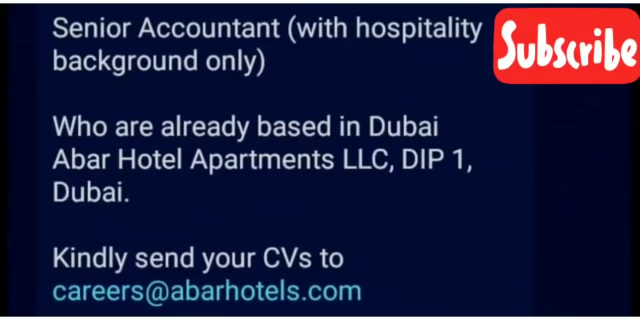 Senior Accountant (with hospitality
background only)
Subscribe
Who are already based in Dubai
Abar Hotel Apartments LLC, DIP 1,
Dubai.
Kindly send your CVs to
careers@abarhotels.com